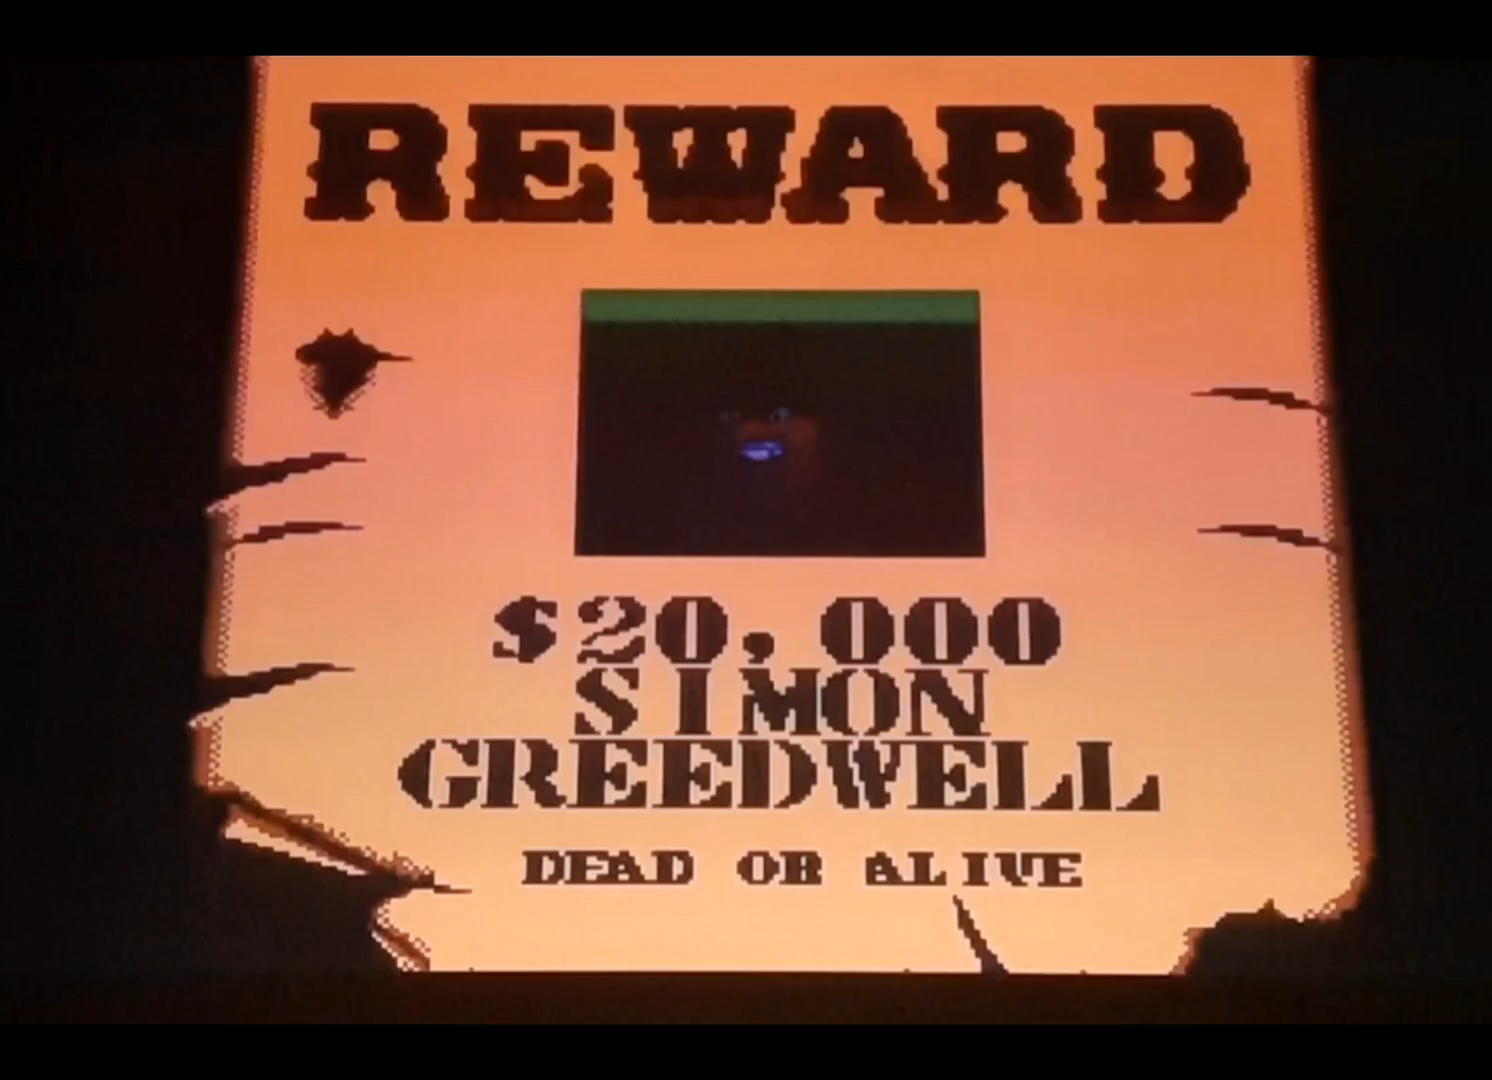 REWARD
$20,000
SIMON
GREEDWELL
DEAD OR ALIVE